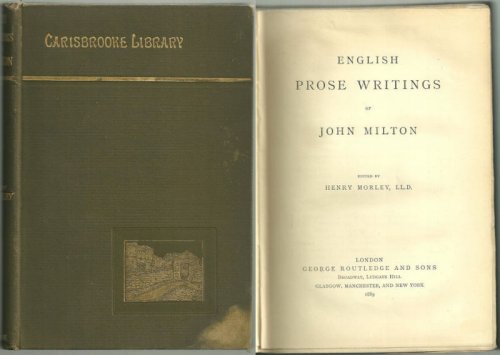 CARISBROOKE LIBRARY
ENGLISH
PROSE WRITINGS
OF
JOHN MILTON
EDITED BY
HENRY MORLEY, LL.D.
LONDON
GEORGE ROUTLEDGE AND SONS
BROADWAY, LUDGATE HILL
GLASGOW, MANCHESTER, AND NEW YORK
1889